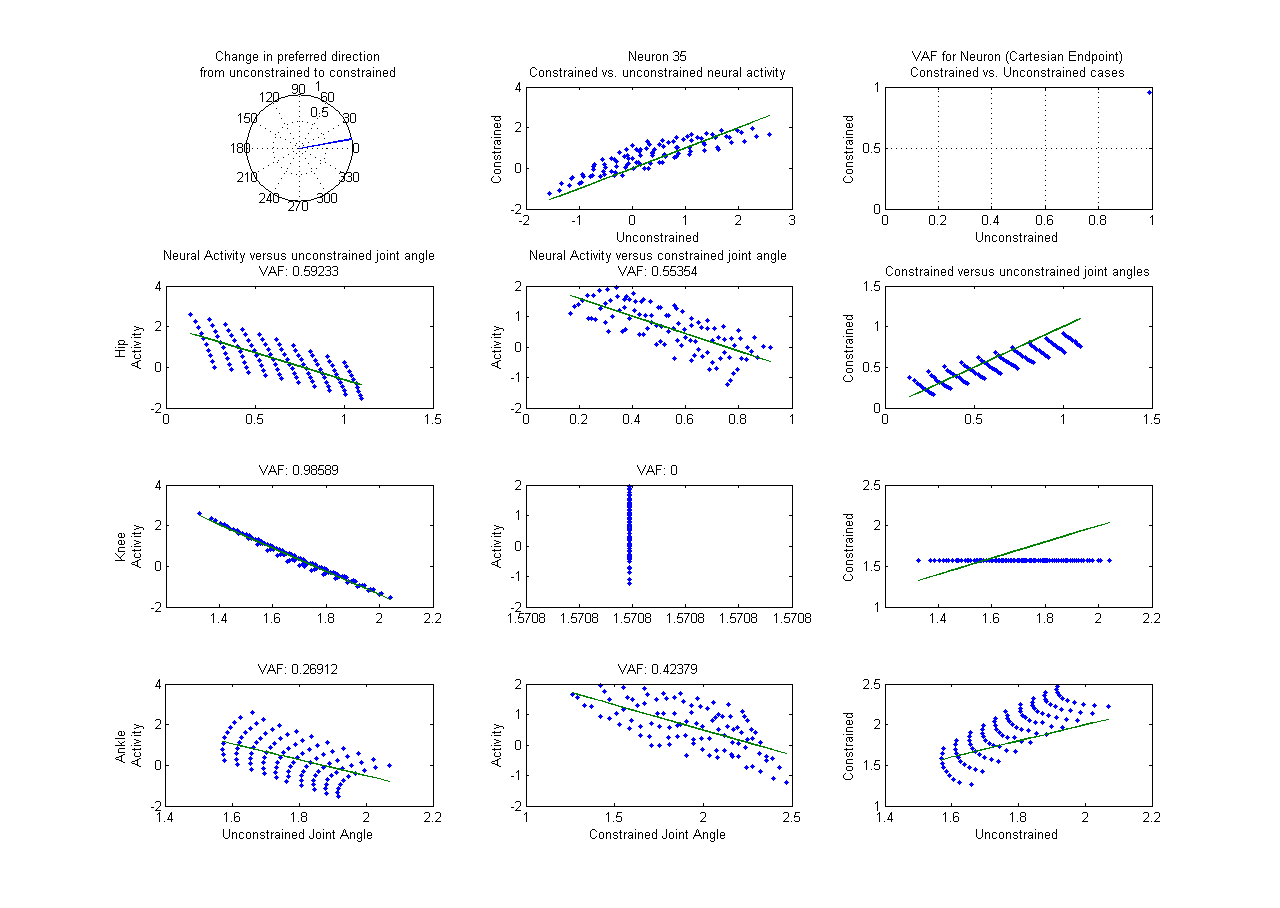 Change in preferred direction
from unconstrained to constrained
90 1
120 60
0.5
150 30
180 0
210 330
240 300
270
Neuron 35
Constrained vs. unconstrained neural activity
4
2
0
-2
Constrained
-2 -1 0 1 2 3
Unconstrained
VAF for Neuron (Cartesian Endpoint)
Constrained vs. Unconstrained cases
1
0.5
0
Constrained
0 0.2 0.4 0.6 0.8 1
Unconstrained
Neural Activity versus unconstrained joint angle
VAF: 0.59233
4
2
0
-2
Hip
Activity
0 0.5 1 1.5
Neural Activity versus constrained joint angle
VAF: 0.55354
2
1
0
-1
-2
Activity
0 0.2 0.4 0.6 0.8 1
Constrained versus unconstrained joint angles
1.5
1
0.5
0
Constrained
0 0.5 1 1.5
VAF: 0.98589
4
2
0
-2
Knee
Activity
1.4 1.6 1.8 2 2.2
VAF: 0
2
1
0
-1
-2
Activity
1.5708 1.5708 1.5708 1.5708 1.5708 1.5708
2.5
2
1.5
1
Constrained
1.4 1.6 1.8 2 2.2
VAF: 0.26912
4
2
0
-2
Ankle
Activity
1.4 1.6 1.8 2 2.2
Unconstrained Joint Angle
VAF: 0.42379
2
1
0
-1
-2
Activity
1 1.5 2 2.5
Constrained Joint Angle
2.5
2
1.5
1
Constrained
1.4 1.6 1.8 2 2.2
Unconstrained